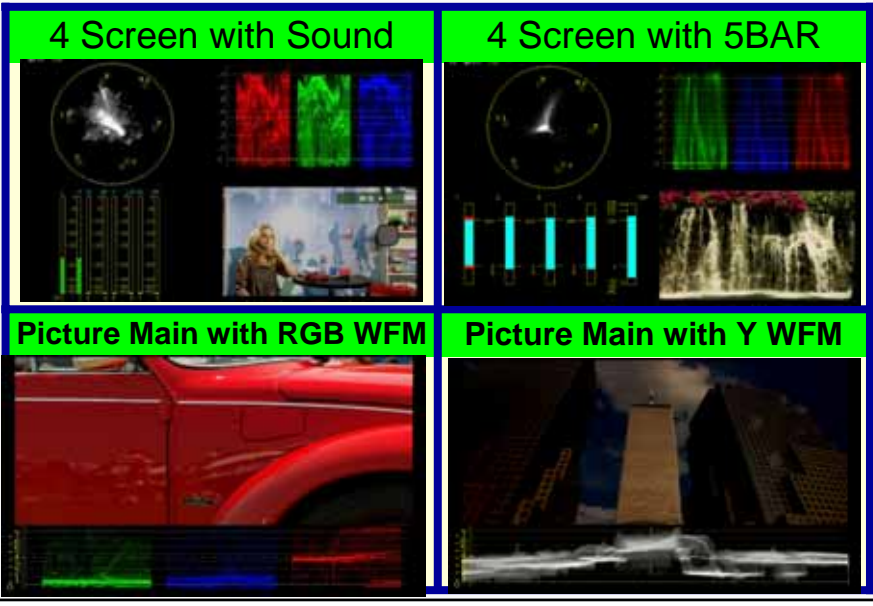 4 Screen with Sound
4 Screen with 5BAR
Picture Main with RGB WFM
Picture Main with Y WFM